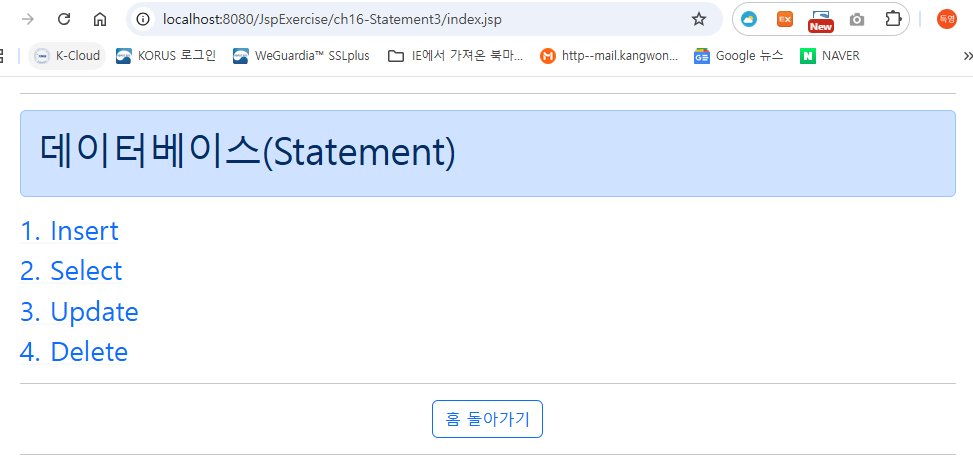 localhost:8080/JspExercise/ch16-Statement3/index.jsp
New
득영
K-Cloud KORUS 로그인 WeGuardia™ SSLplus IE에서 가져온 북마... http--mail.kangwon... Google 뉴스 NAVER
데이터베이스(Statement)
1. Insert
2. Select
3. Update
4. Delete
홈 돌아가기